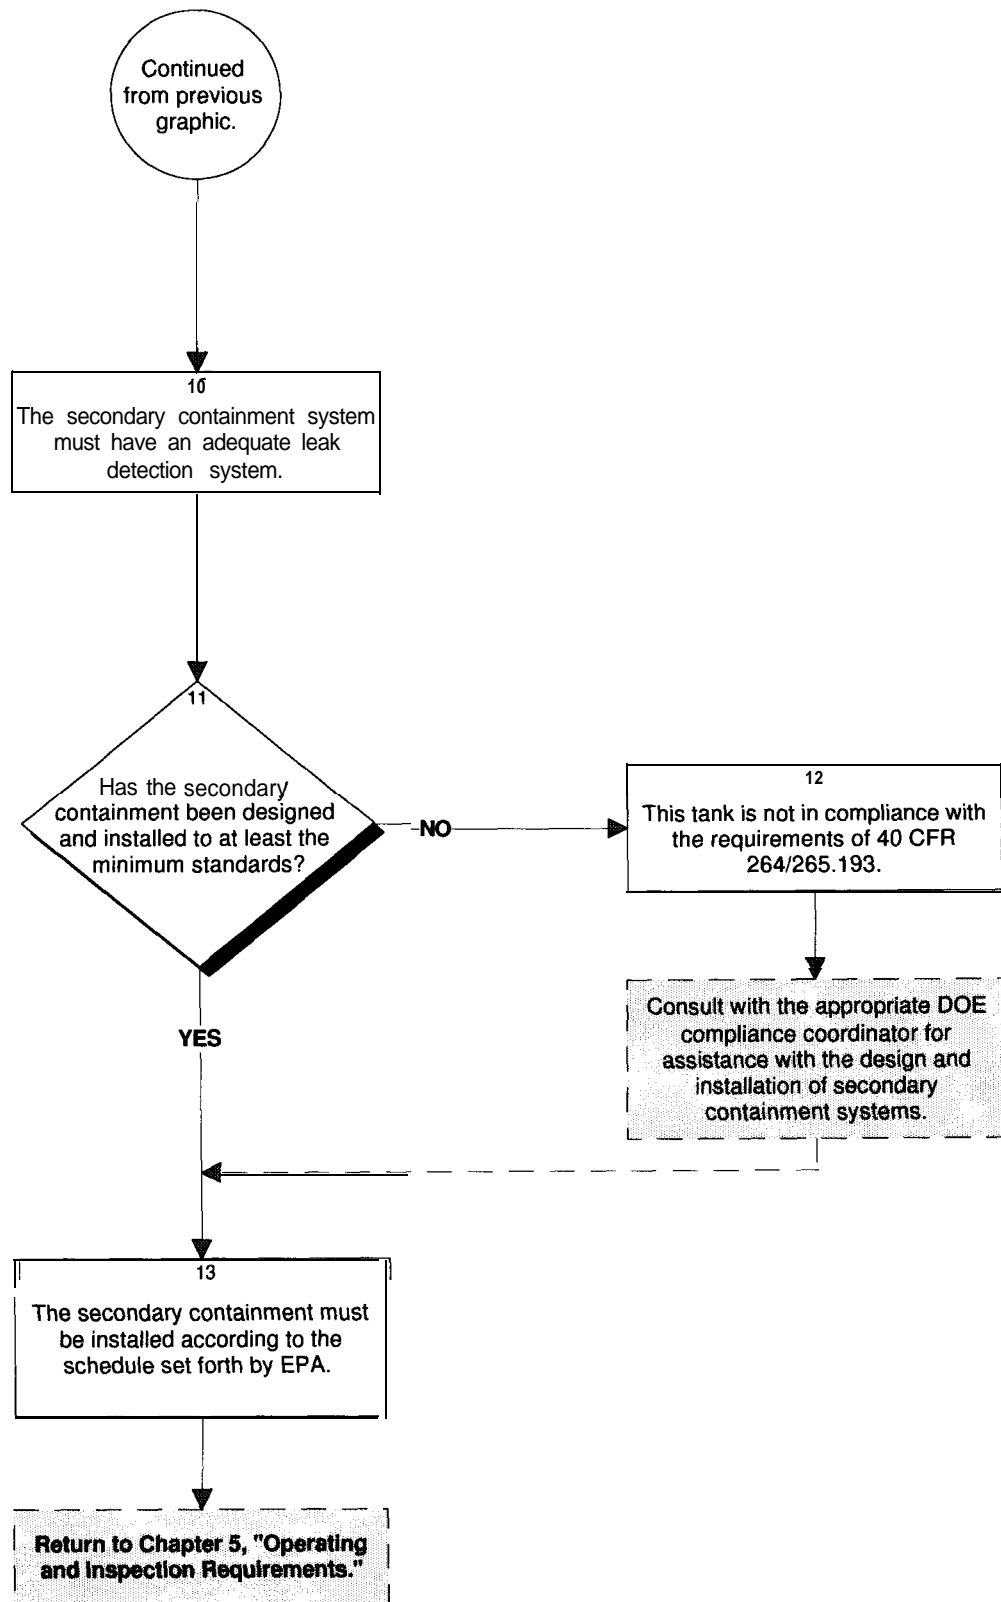 Continued
from previous
graphic.
10
The secondary containment system
must have an adequate leak
detection system.
11
Has the secondary
containment been designed
and installed to at least the
minimum standards?
NO
12
This tank is not in compliance with
the requirements of 40 CFR
264/265.193.
Consult with the appropriate DOE
compliance coordinator for
assistance with the design and
installation of secondary
containment systems.
YES
13
The secondary containment must
be installed according to the
schedule set forth by EPA.
Return to Chapter 5, "Operating
and Inspection Requirements."